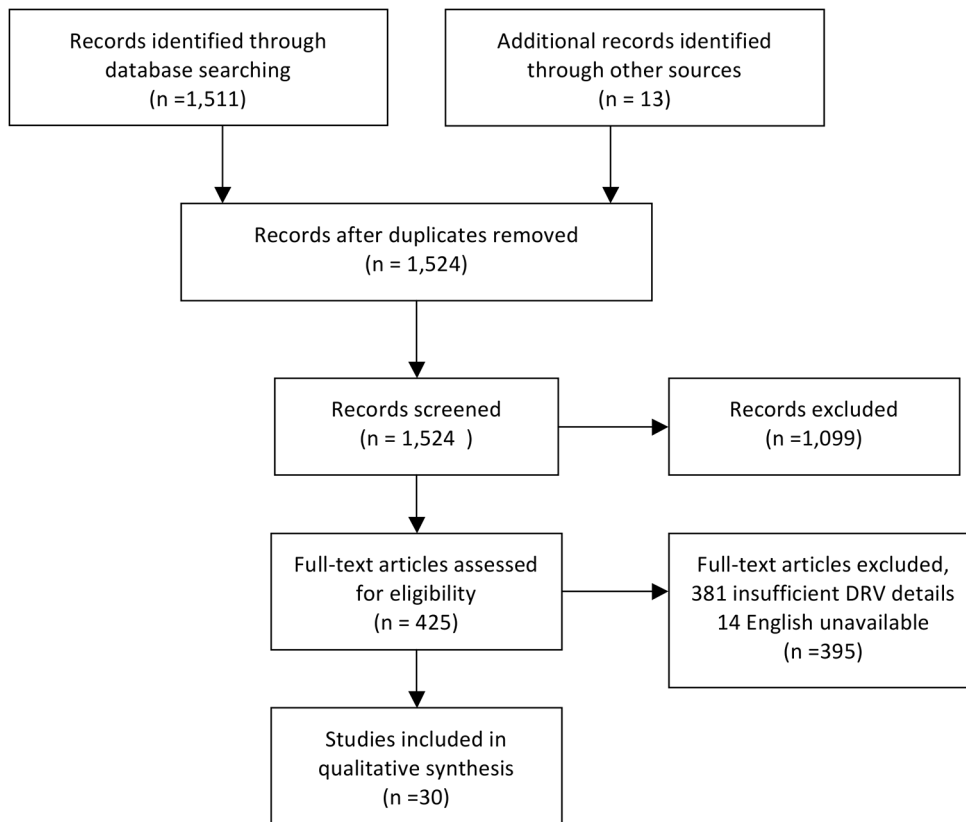 Records identified through
database searching
(n =1,511)
Additional records identified
through other sources
(n = 13)
Records after duplicates removed
(n = 1,524)
Records screened
(n = 1,524  )
Records excluded
(n =1,099)
Full-text articles assessed
for eligibility
(n = 425)
Full-text articles excluded,
381 insufficient DRV details
14 English unavailable
(n =395)
Studies included in
qualitative synthesis
(n =30)